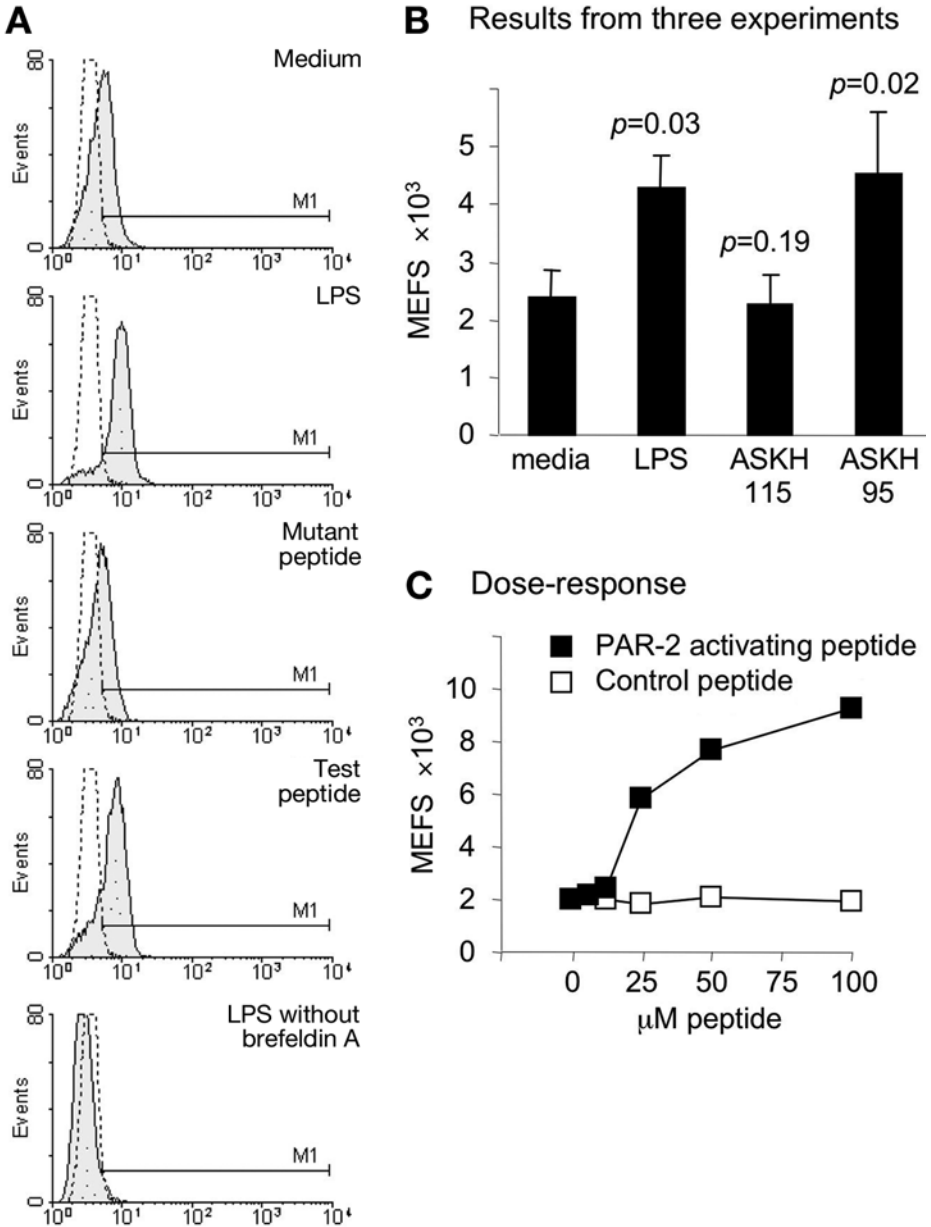 A
Medium
80
Events
M1
0
10⁰ 10¹ 10² 10³ 10⁴
LPS
80
Events
M1
0
10⁰ 10¹ 10² 10³ 10⁴
Mutant
peptide
80
Events
M1
0
10⁰ 10¹ 10² 10³ 10⁴
Test
peptide
80
Events
M1
0
10⁰ 10¹ 10² 10³ 10⁴
LPS without
brefeldin A
80
Events
M1
0
10⁰ 10¹ 10² 10³ 10⁴
B Results from three experiments
MEFS ×10³
5
4
3
2
1
0
p=0.03
p=0.19
p=0.02
media LPS ASKH ASKH
115 95
C Dose-response
PAR-2 activating peptide
Control peptide
MEFS ×10³
10
8
6
4
2
0
0 25 50 75 100
μM peptide